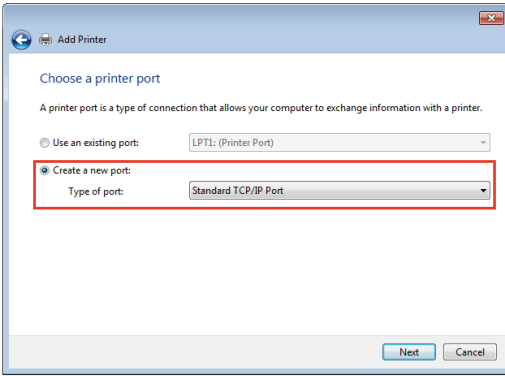 Add Printer
Choose a printer port
A printer port is a type of connection that allows your computer to exchange information with a printer.
Use an existing port: LPT1: (Printer Port)
Create a new port:
Type of port: Standard TCP/IP Port
Next Cancel